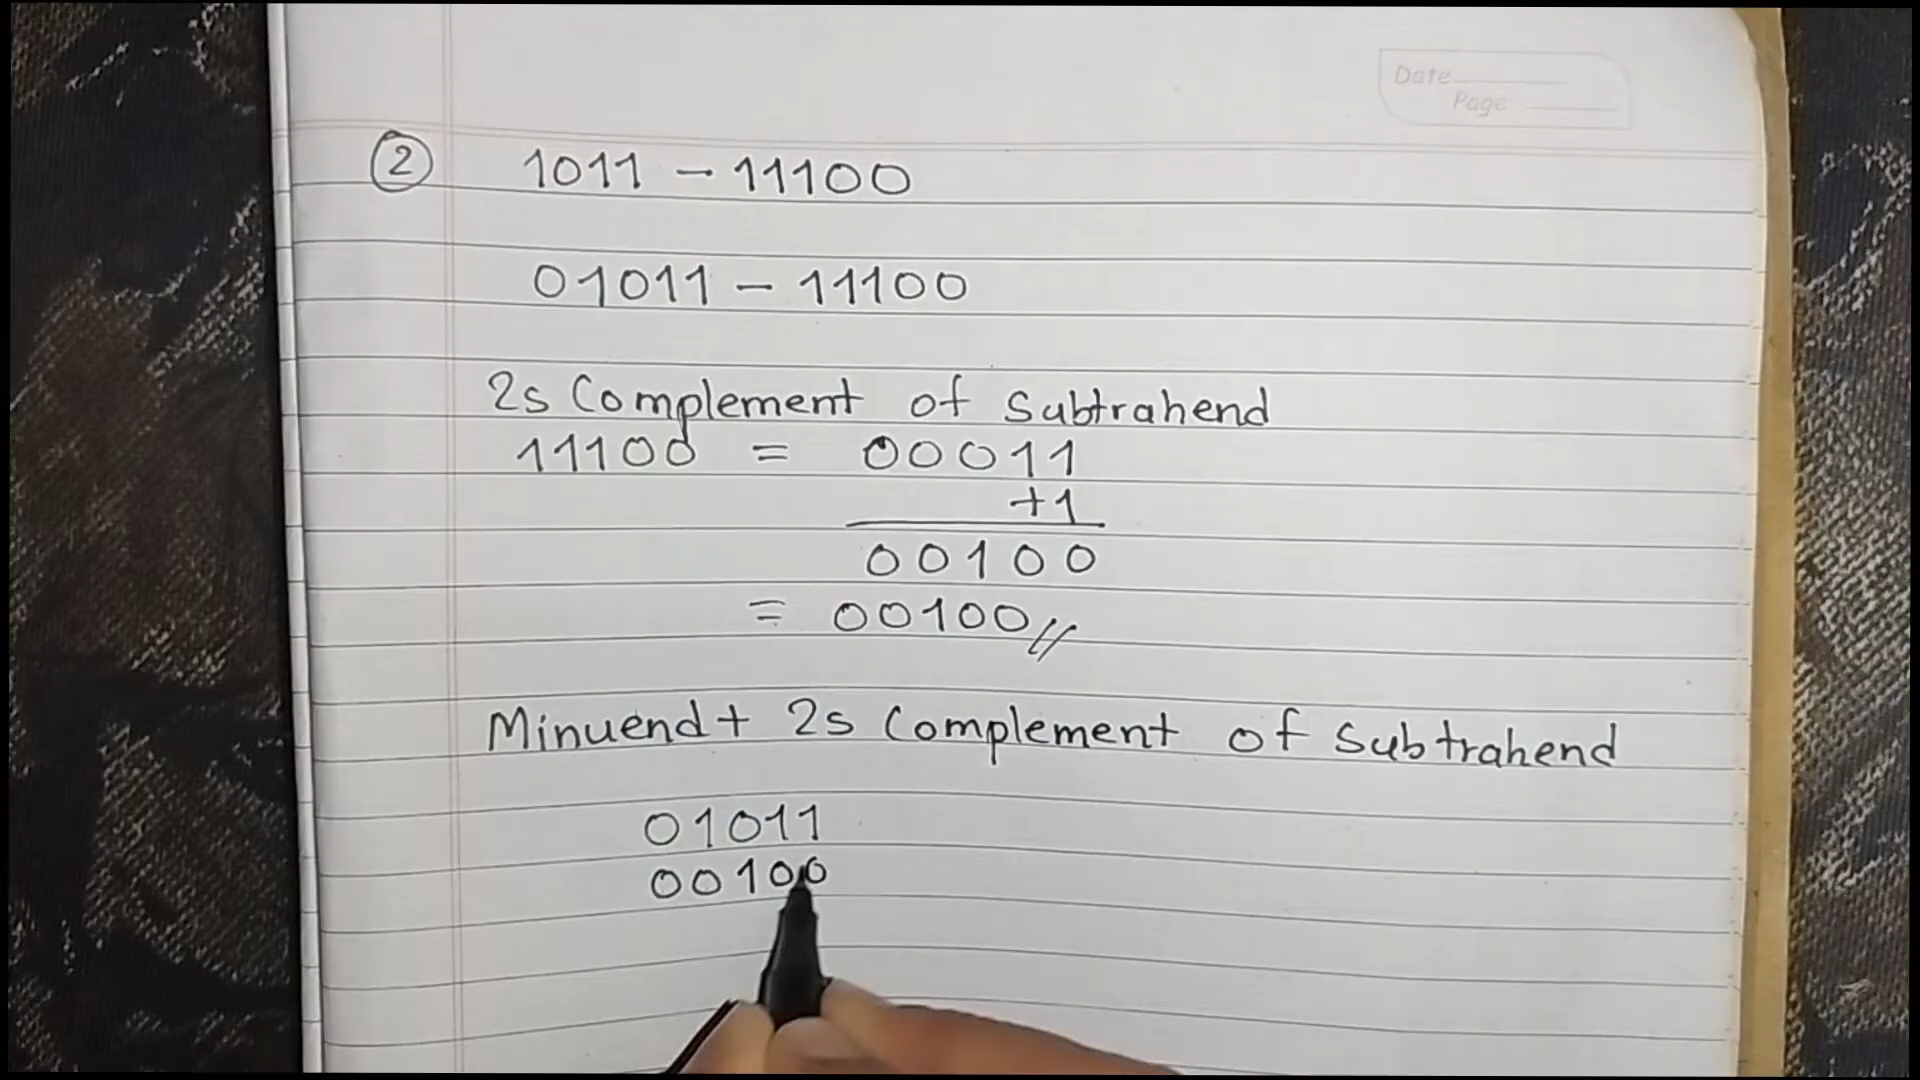 Date
Page
2 1011 - 11100
01011 - 11100
2s Complement of Subtrahend
11100 = 00011
+1
00100
= 00100//
Minuend + 2s Complement of Subtrahend
01011
00100